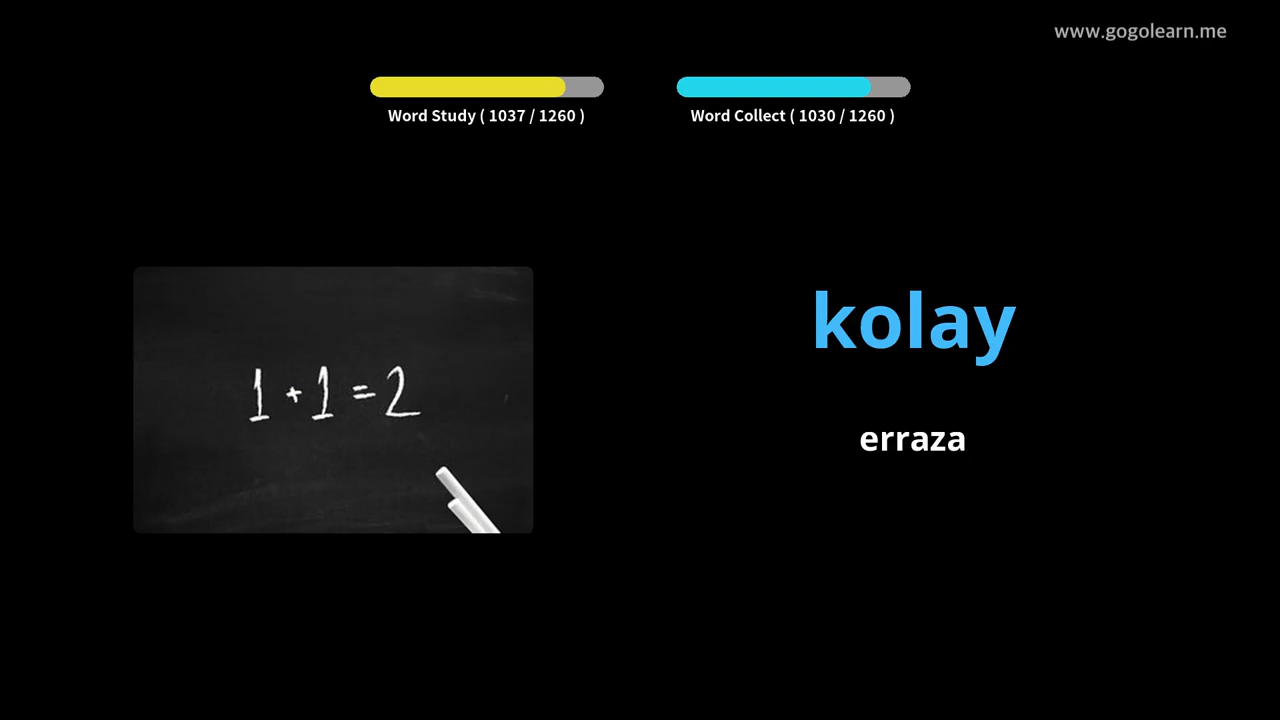 www.gogolearn.me
Word Study ( 1037 / 1260 )
Word Collect ( 1030 / 1260 )
1 + 1 = 2
kolay
erraza